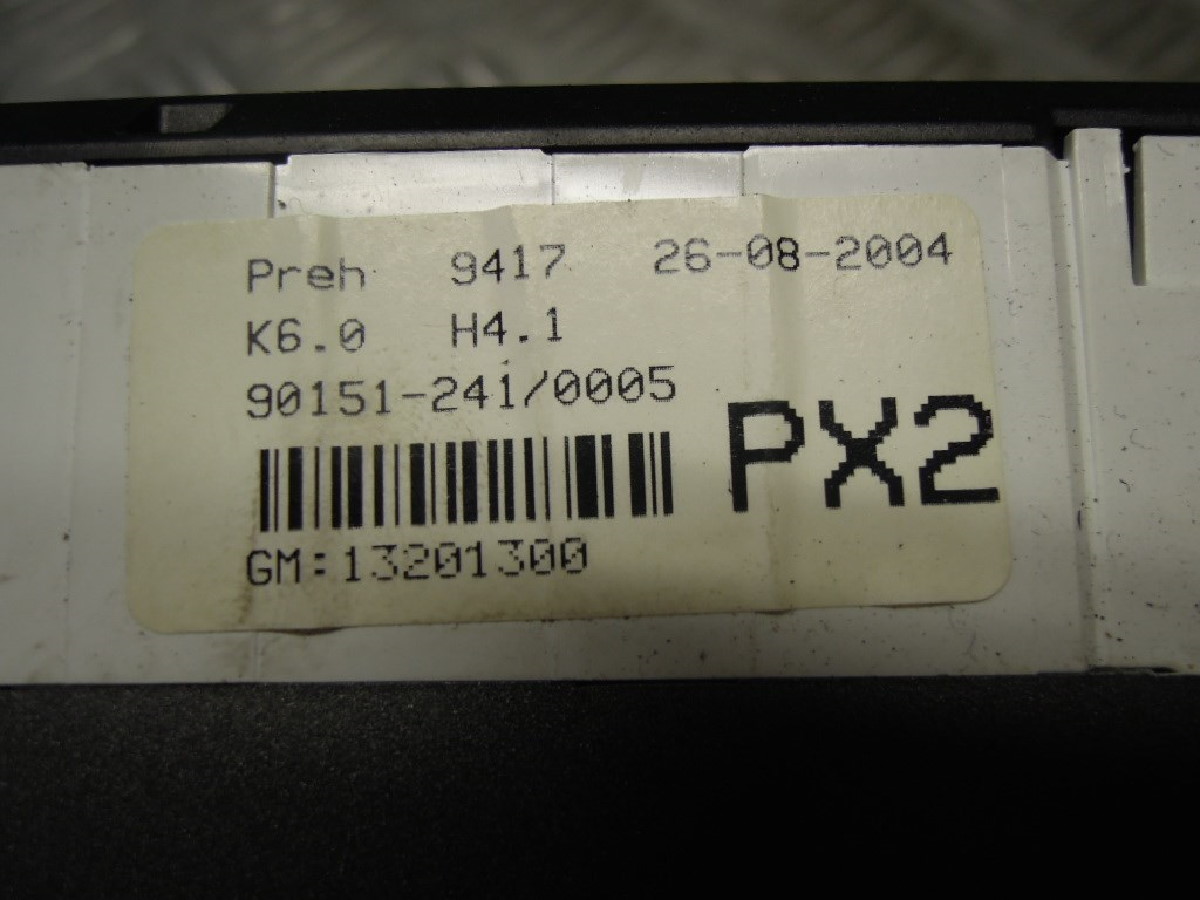 Preh 9417 26-08-2004
K6.0 H4.1
90151-241/0005
PX2
GM:13201300